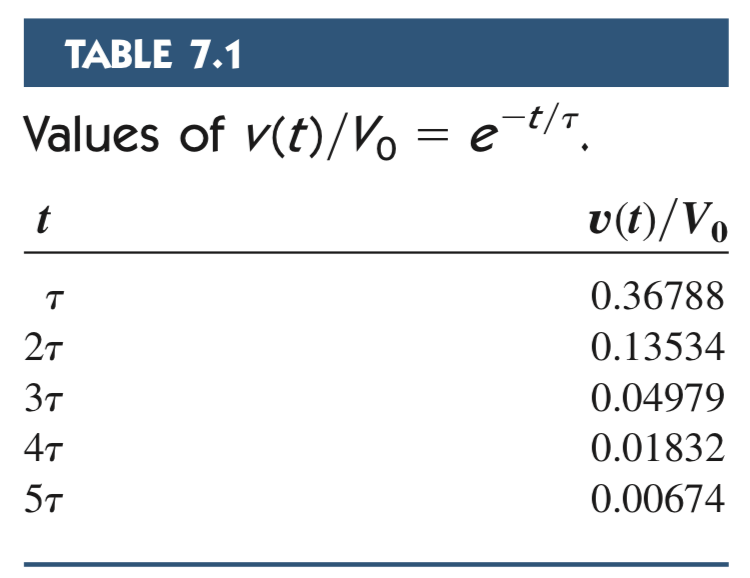 TABLE 7.1
Values of v(t)/V₀ = e^{−t/τ}.
t v(t)/V₀
τ 0.36788
2τ 0.13534
3τ 0.04979
4τ 0.01832
5τ 0.00674